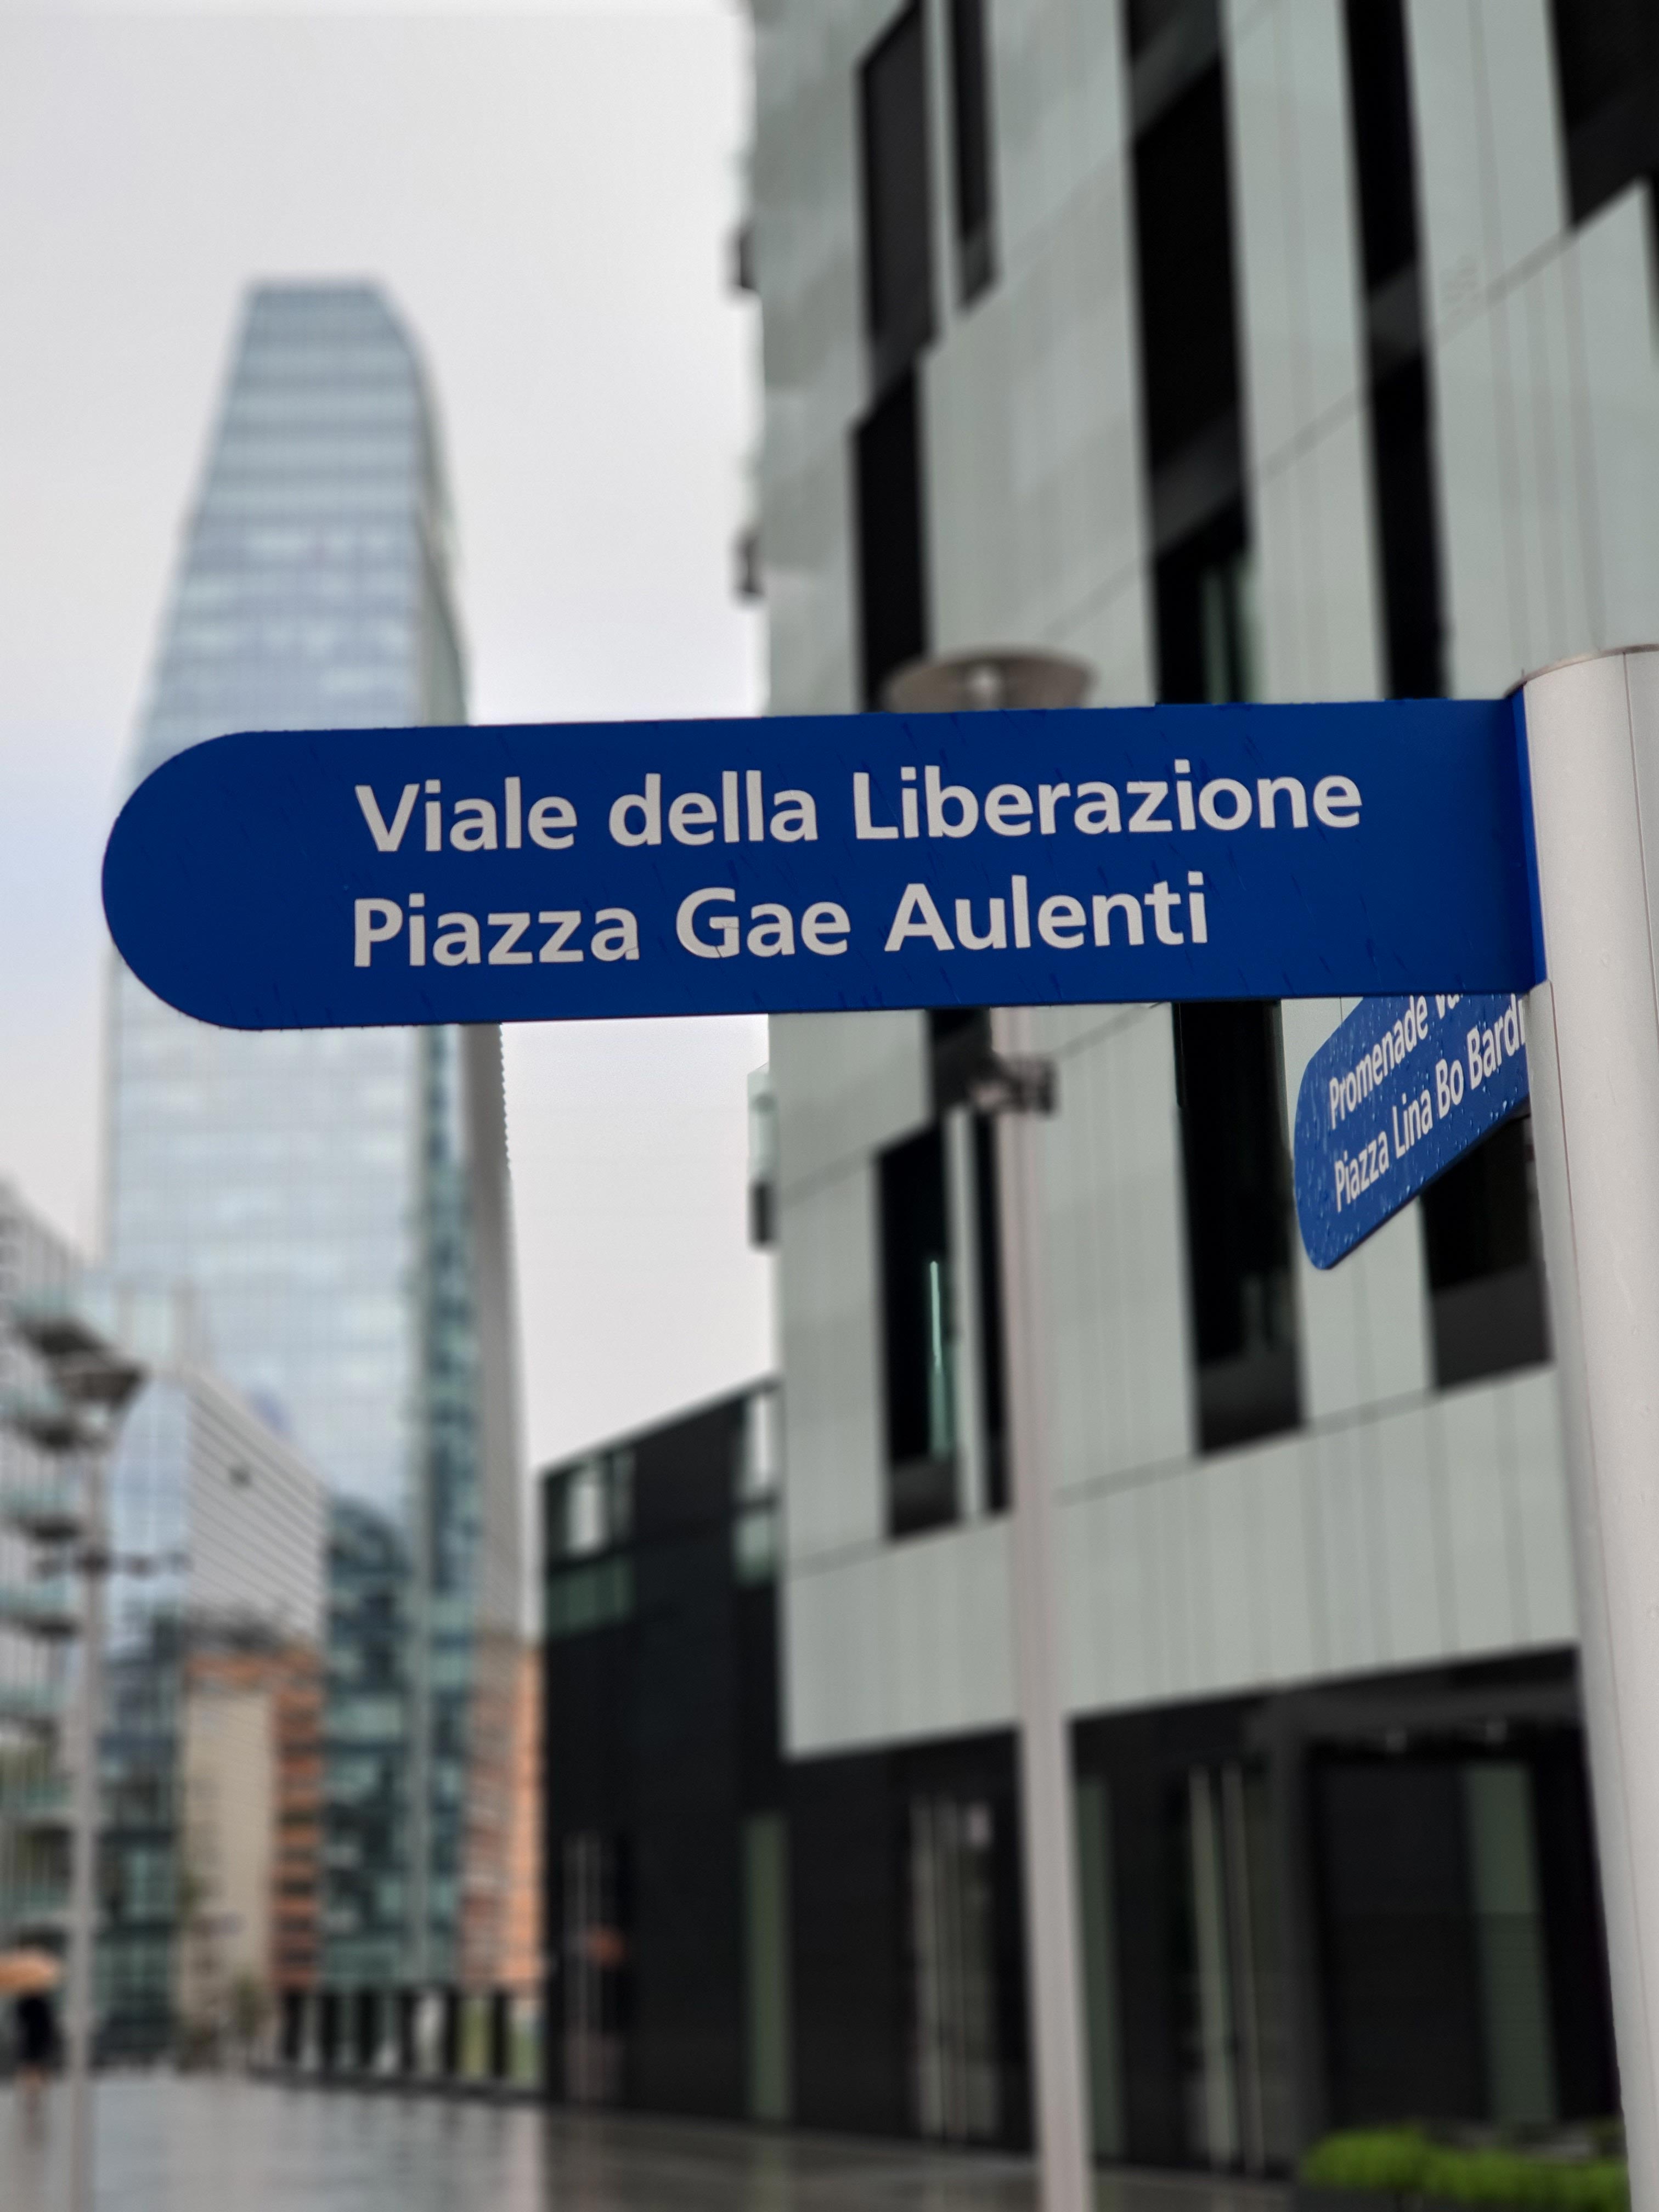 Viale della Liberazione
Piazza Gae Aulenti
Promenade
Piazza Lina Bo Bardi